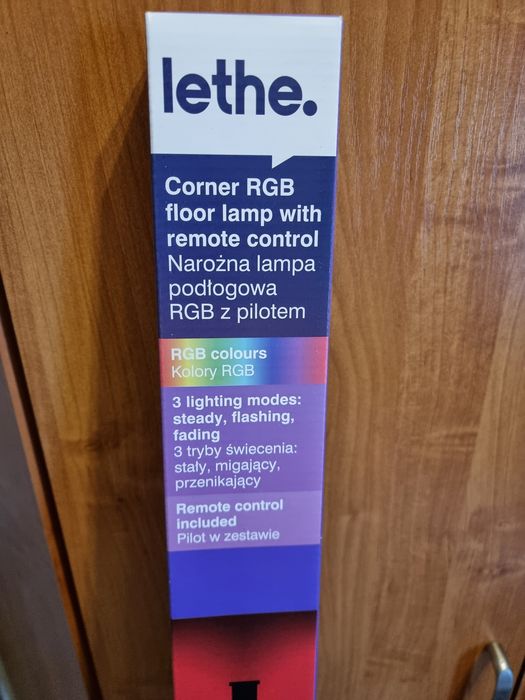 lethe.
Corner RGB
floor lamp with
remote control
Narożna lampa
podłogowa
RGB z pilotem
RGB colours
Kolory RGB
3 lighting modes:
steady, flashing,
fading
3 tryby świecenia:
stały, migający,
przenikający
Remote control
included
Pilot w zestawie